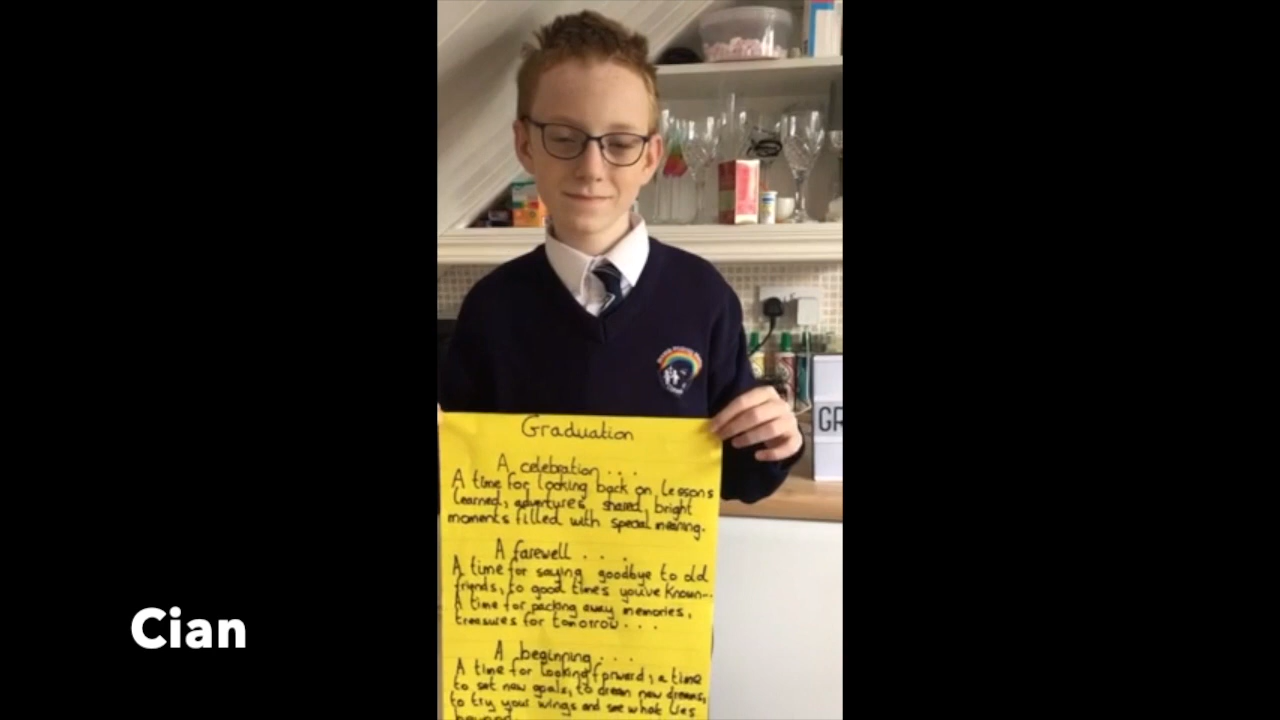 Graduation
A celebration . . .
A time for looking back on lessons
learned, adventures shared, bright
moments filled with special meaning.
A farewell . . . .
A time for saying goodbye to old
friends, to good times you've known--
A time for packing away memories,
treasures for tomorrow . . .
A beginning . . .
A time for looking forward; a time
to set new goals, to dream new dreams,
to try your wings and see what lies
beyond.
GR
Cian